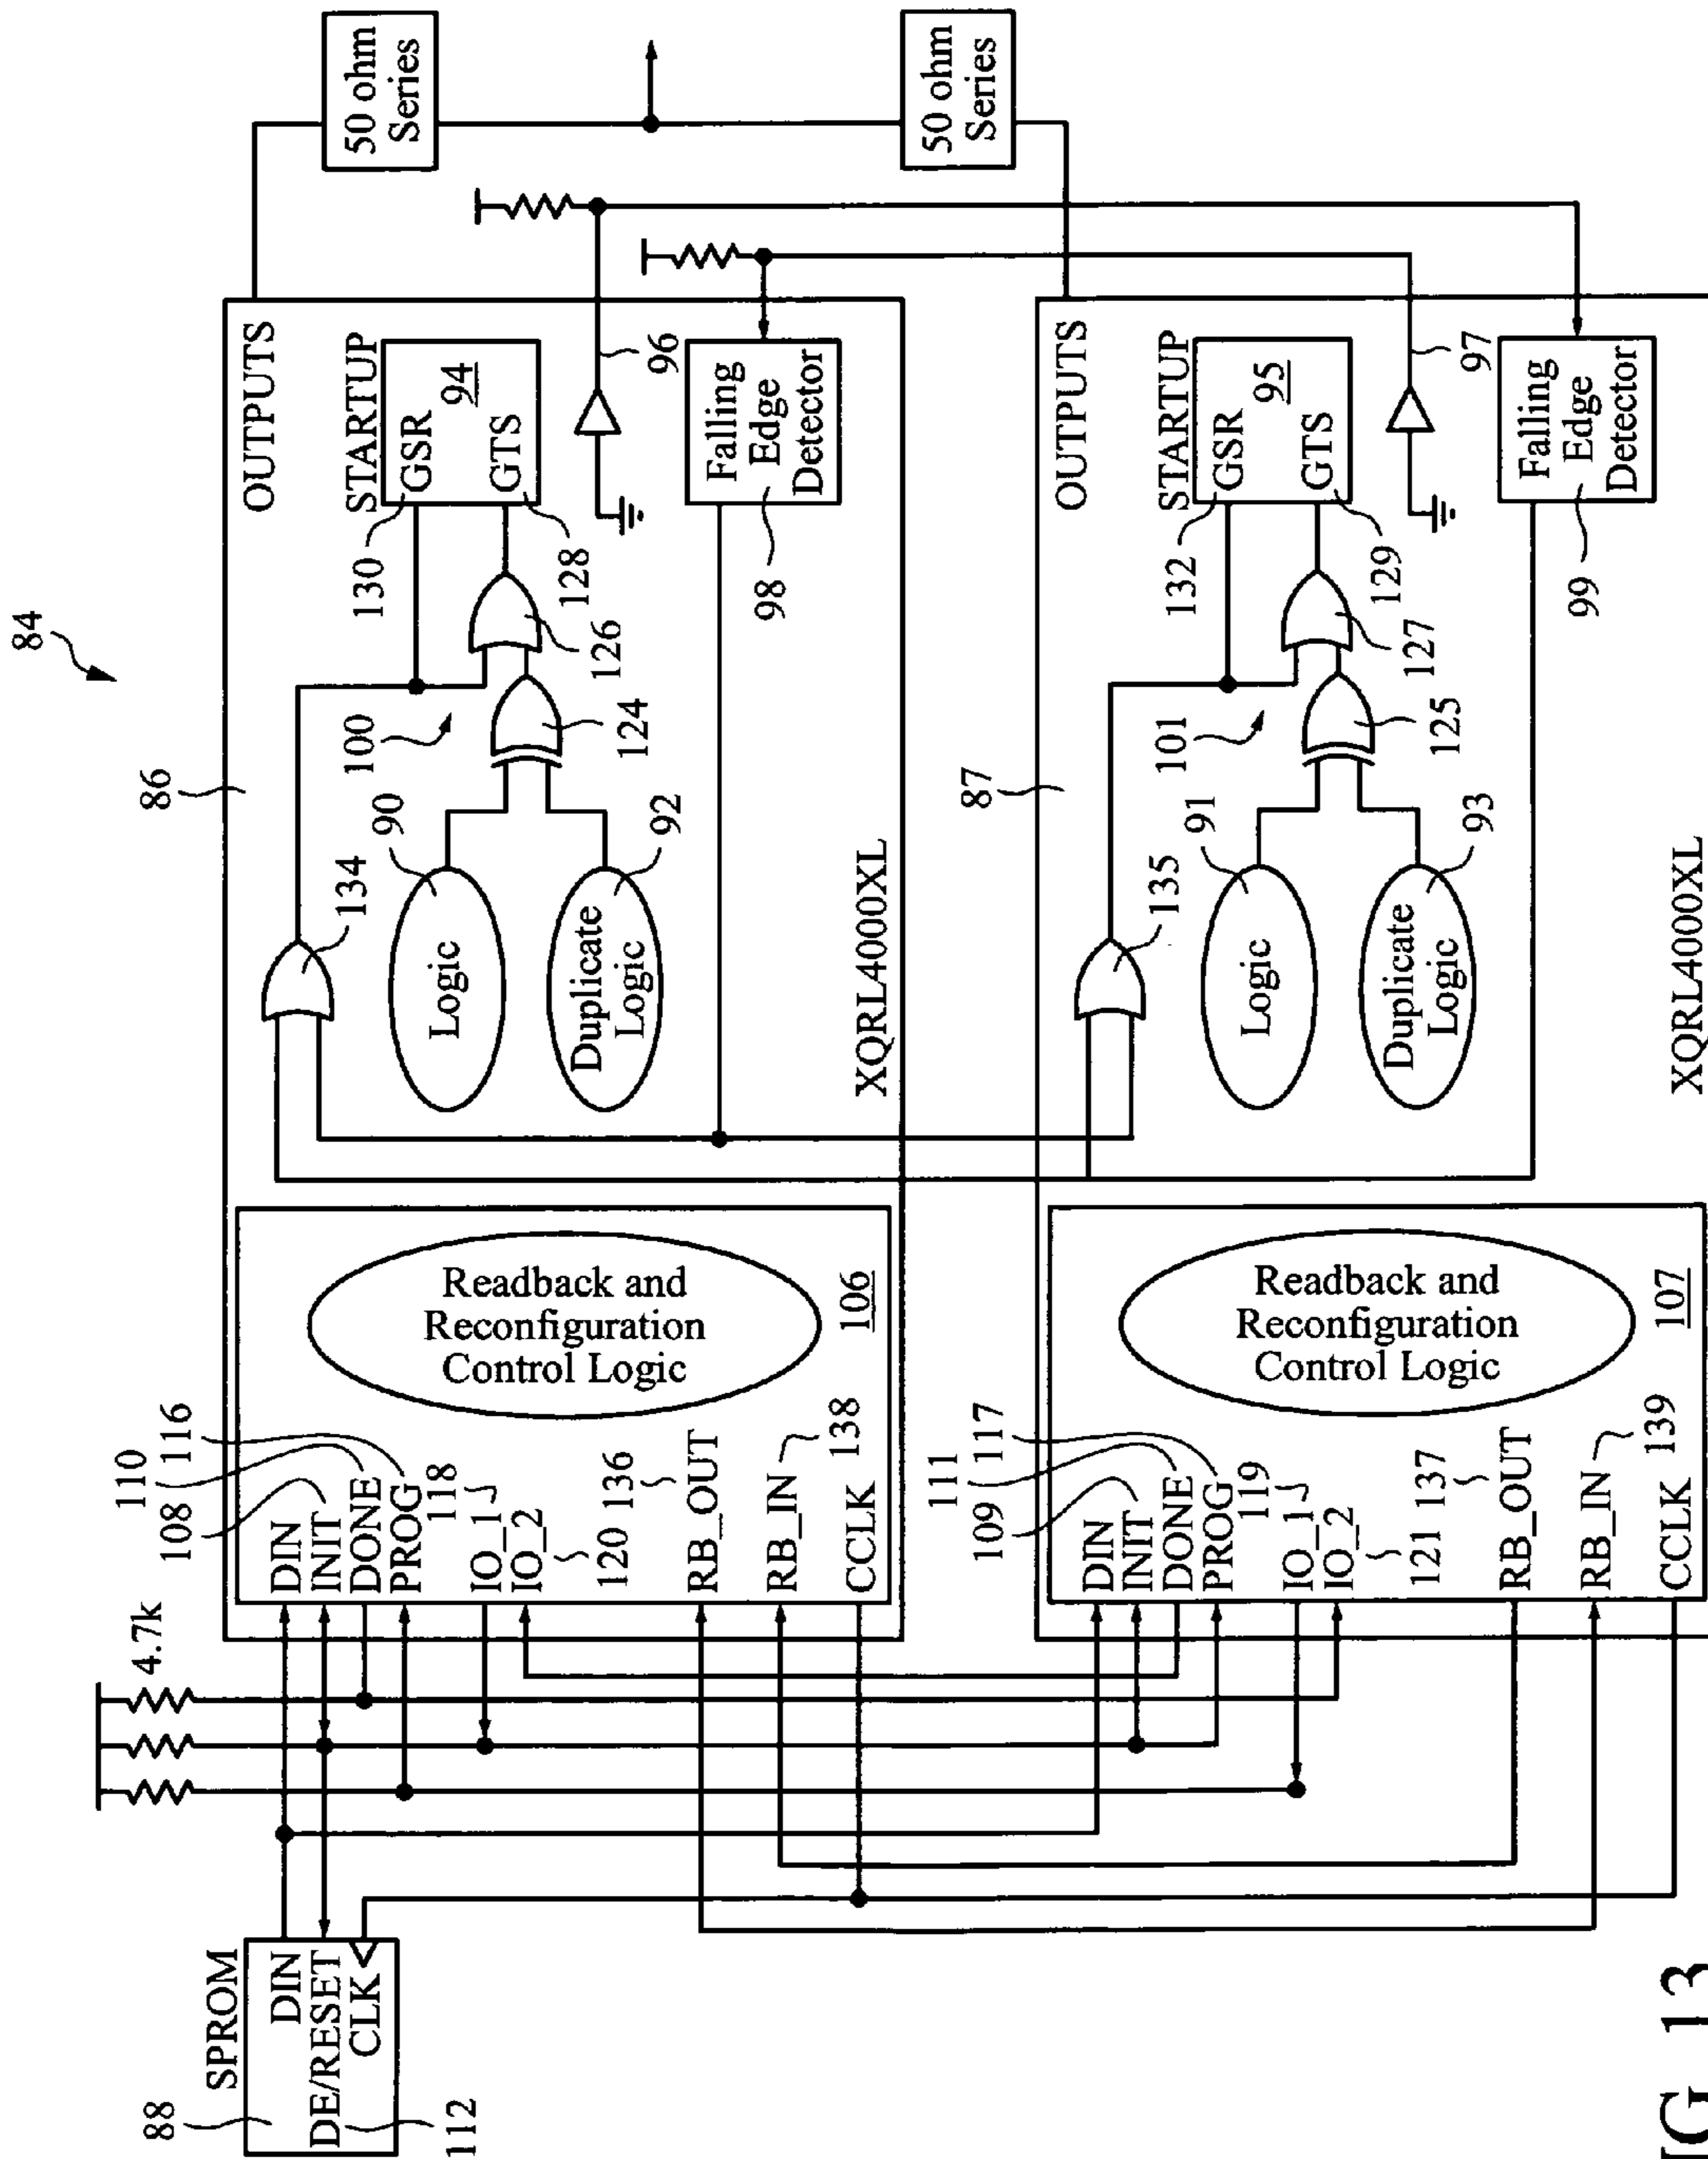 84
SPROM
88
DIN
DE/RESET
CLK
112
4.7k
86
108
110
116
DIN
INIT
DONE
PROG
118
IO_1
IO_2
120
136
RB_OUT
RB_IN
138
CCLK
Readback and
Reconfiguration
Control Logic
106
134
90
Logic
92
Duplicate
Logic
100
124
126
130
128
OUTPUTS
STARTUP
GSR
94
GTS
96
98
Falling
Edge
Detector
XQRL4000XL
50 ohm
Series
87
109
111
117
DIN
INIT
DONE
PROG
119
IO_1
IO_2
121
137
RB_OUT
RB_IN
139
CCLK
Readback and
Reconfiguration
Control Logic
107
135
91
Logic
93
Duplicate
Logic
101
125
127
132
129
OUTPUTS
STARTUP
GSR
95
GTS
97
99
Falling
Edge
Detector
XQRL4000XL
50 ohm
Series
IG. 13